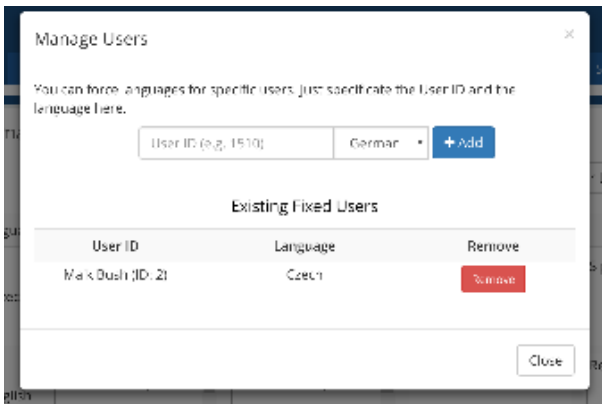 Manage Users
×
You can force languages for specific users. Just specificate the User ID and the
language here.
User ID (e.g. 1510) German + Add
Existing Fixed Users
User ID Language Remove
Bush (ID: 2) Czech Remove
Close
glish